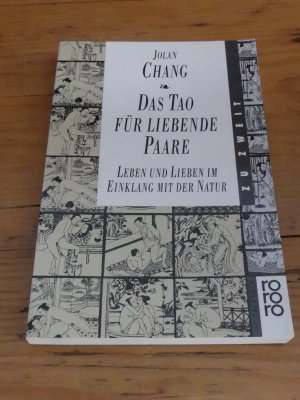 JOLAN
CHANG
DAS TAO
FÜR LIEBENDE
PAARE
LEBEN UND LIEBEN IM
EINKLANG MIT DER NATUR
ZU ZWEIT
ro
ro
ro